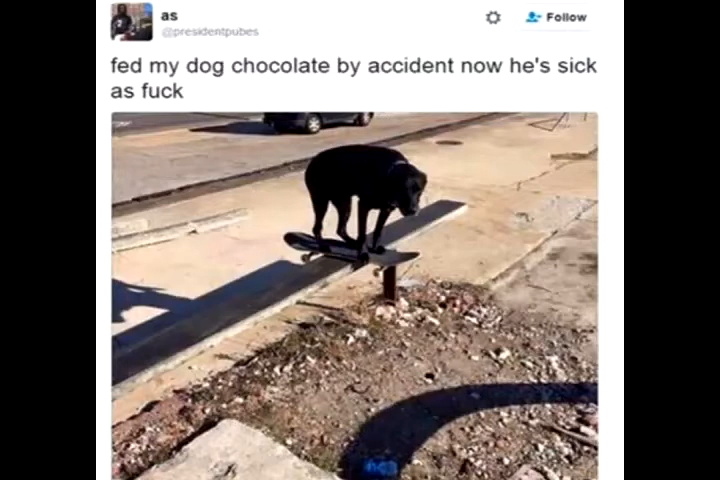 as
@presidentpubes
Follow
fed my dog chocolate by accident now he's sick
as fuck